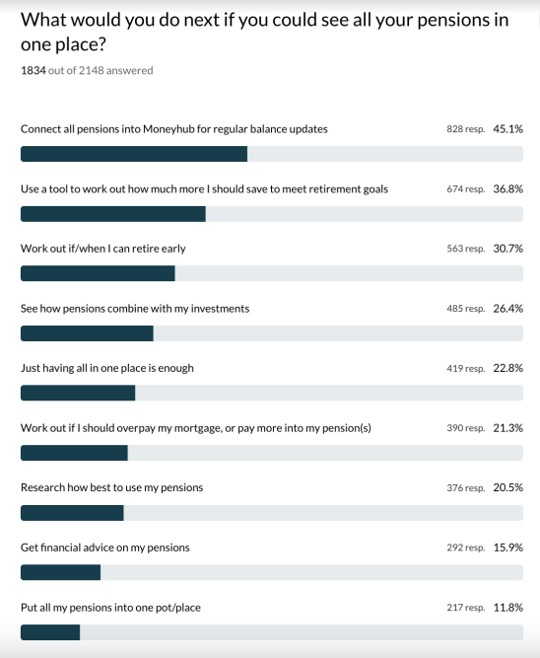 What would you do next if you could see all your pensions in
one place?
1834 out of 2148 answered
Connect all pensions into Moneyhub for regular balance updates 828 resp. 45.1%
Use a tool to work out how much more I should save to meet retirement goals 674 resp. 36.8%
Work out if/when I can retire early 563 resp. 30.7%
See how pensions combine with my investments 485 resp. 26.4%
Just having all in one place is enough 419 resp. 22.8%
Work out if I should overpay my mortgage, or pay more into my pension(s) 390 resp. 21.3%
Research how best to use my pensions 376 resp. 20.5%
Get financial advice on my pensions 292 resp. 15.9%
Put all my pensions into one pot/place 217 resp. 11.8%